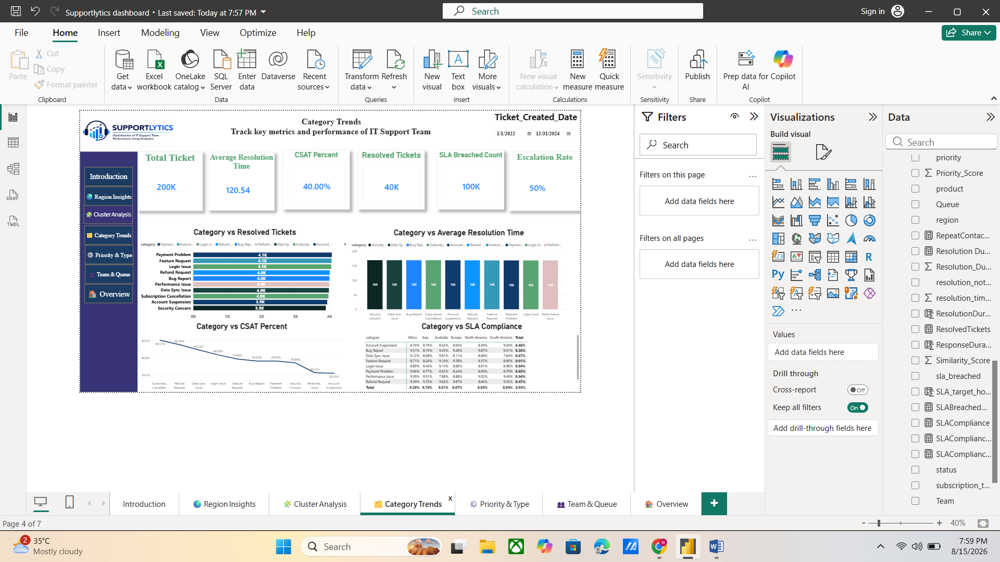 Supportlytics dashboard • Last saved: Today at 7:57 PM
Search
Sign in
File
Home
Insert
Modeling
View
Optimize
Help
Share
Paste
Cut
Copy
Format painter
Clipboard
Get data
Excel workbook
OneLake catalog
SQL Server
Enter data
Dataverse
Recent sources
Data
Transform data
Refresh
Queries
New visual
Text box
More visuals
Insert
New visual calculation
New measure
Quick measure
Calculations
Sensitivity
Sensitivity
Publish
Share
Prep data for AI
Copilot
Copilot
SUPPORTLYTICS
Optimization of IT Support Team
Performance Using Analytics
Category Trends
Track key metrics and performance of IT Support Team
Ticket_Created_Date
1/1/2022
12/31/2024
Introduction
Region Insights
Cluster Analysis
Category Trends
Priority & Type
Team & Queue
Overview
Total Ticket
200K
Average Resolution Time
120.54
CSAT Percent
40.00%
Resolved Tickets
40K
SLA Breached Count
100K
Escalation Rate
50%
Category vs Resolved Tickets
category Paymen... Feature ... Login Is... Refund ... Bug Rep... Perform... Data Sy... Subscrip... Account ...
Payment Problem 4.1K
Feature Request 4.1K
Login Issue 4.1K
Refund Request 4.0K
Bug Report 4.0K
Performance Issue 4.0K
Data Sync Issue 4.0K
Subscription Cancellation 4.0K
Account Suspension 3.9K
Security Concern 3.9K
0K 1K 2K 3K 4K
Category vs Average Resolution Time
category Security... Data Sy... Bug Rep... Subscrip... Account... Refund ... Feature ... Paymen... Login Is... Perform...
200
150
100
50
0
169 169 169 168 168 168 168 168 168 168
Security Concern
Data Sync Issue
Bug Report
Subscription Cancellation
Account Suspension
Refund Request
Feature Request
Payment Problem
Login Issue
Performance Issue
Category vs CSAT Percent
40.5%
40.0%
39.5%
40.51% 40.38% 40.23% 40.09% 39.96% 39.91% 39.91% 39.86% 39.57% 39.55%
Subscripti... Cancellati...
Refund Request
Data Sync Issue
Login Issue
Feature Request
Bug Report
Payment Problem
Security Concern
Performa... Issue
Account Suspension
Category vs SLA Compliance
category Africa Asia Australia Europe North America South America Total
Account Suspension 8.74% 8.75% 8.42% 8.60% 8.39% 9.04% 8.66%
Bug Report 9.31% 8.74% 9.33% 9.28% 9.87% 9.01% 9.26%
Data Sync Issue 9.12% 8.68% 9.81% 8.11% 8.68% 7.64% 8.67%
Feature Request 8.71% 8.24% 9.10% 9.78% 9.37% 8.90% 9.01%
Login Issue 8.89% 8.45% 9.13% 8.80% 8.81% 8.98% 8.84%
Payment Problem 9.56% 8.77% 8.52% 8.24% 8.00% 8.70% 8.63%
Performance Issue 9.39% 8.91% 7.88% 8.88% 9.02% 9.49% 8.94%
Refund Request 9.39% 9.75% 9.62% 9.87% 8.84% 9.33% 9.47%
Total 9.28% 8.74% 8.81% 8.87% 8.93% 8.94% 8.93%
Filters
Search
Filters on this page ...
Add data fields here
Filters on all pages ...
Add data fields here
Visualizations
Build visual
Values
Add data fields here
Drill through
Cross-report
Off
Keep all filters
On
Add drill-through fields here
Data
Search
priority
Priority_Score
product
Queue
region
RepeatContac...
Resolution Du...
Resolution_Du...
resolution_not...
resolution_tim...
ResolutionDur...
ResolvedTickets
ResponseDura...
Similarity_Score
sla_breached
SLA_target_ho...
SLABreached...
SLACompliance
SLAComplianc...
SLAComplianc...
status
subscription_t...
Team
DAX
TMDL
Introduction
Region Insights
Cluster Analysis
Category Trends x
Priority & Type
Team & Queue
Overview
+
Page 4 of 7
- + 40%
2
35°C
Mostly cloudy
Search
7:59 PM
8/15/2026